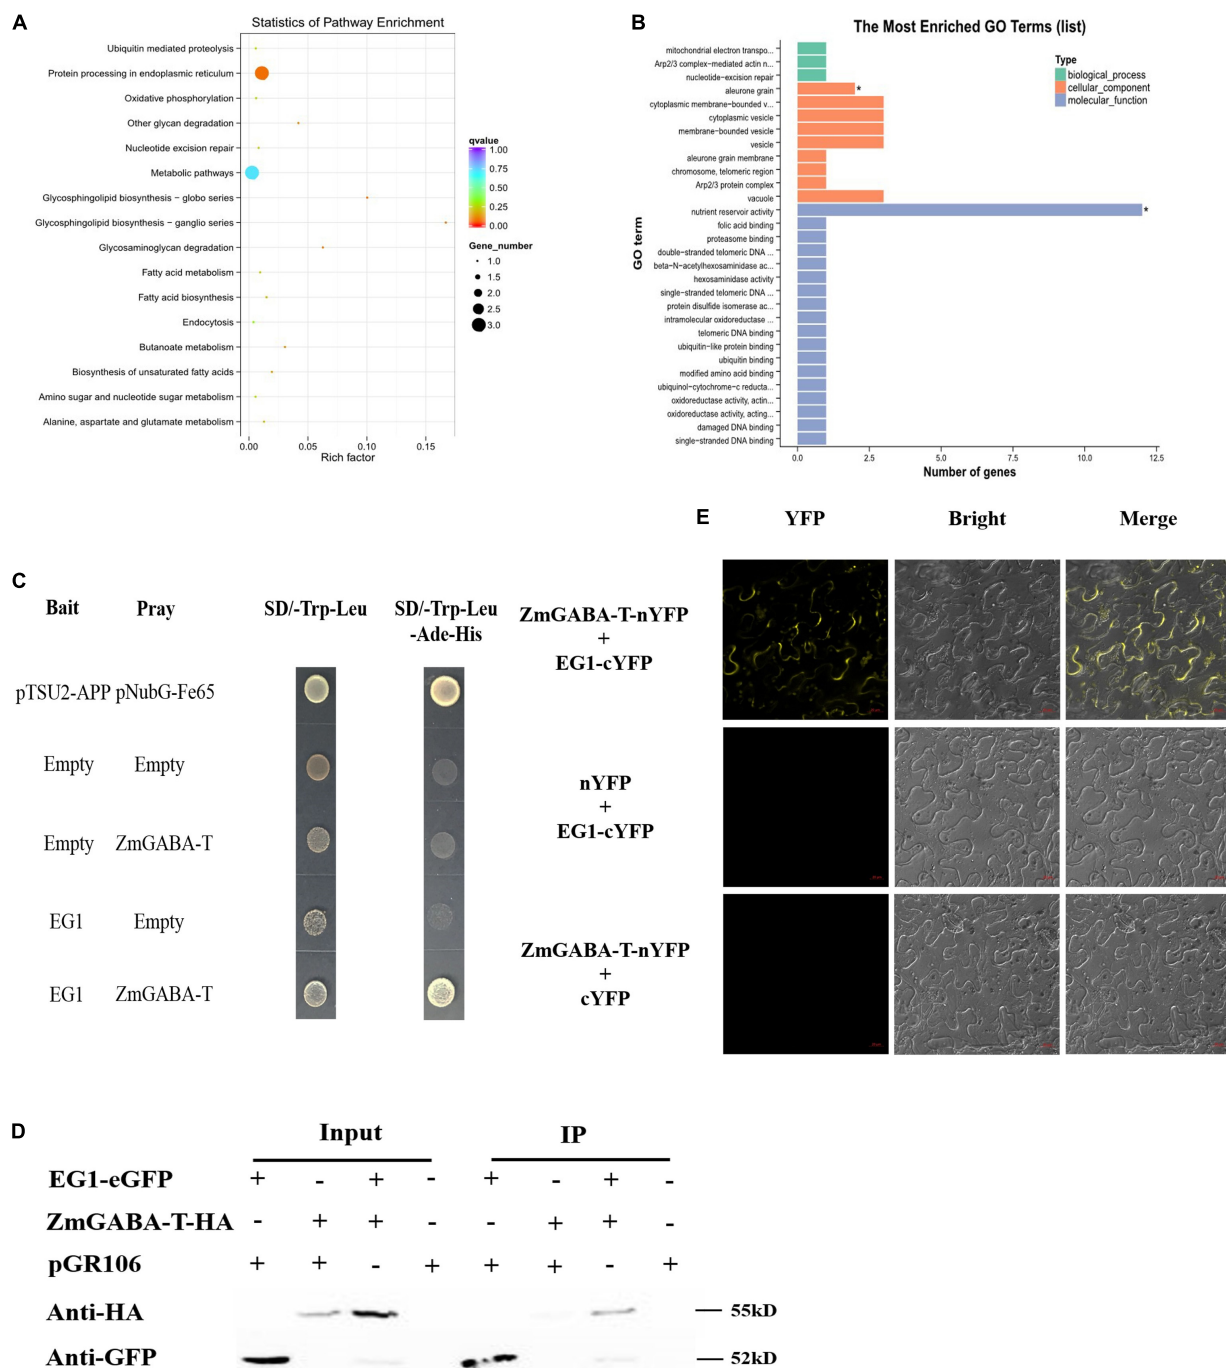 A
Statistics of Pathway Enrichment
Ubiquitin mediated proteolysis
Protein processing in endoplasmic reticulum
Oxidative phosphorylation
Other glycan degradation
Nucleotide excision repair
Metabolic pathways
Glycosphingolipid biosynthesis − globo series
Glycosphingolipid biosynthesis − ganglio series
Glycosaminoglycan degradation
Fatty acid metabolism
Fatty acid biosynthesis
Endocytosis
Butanoate metabolism
Biosynthesis of unsaturated fatty acids
Amino sugar and nucleotide sugar metabolism
Alanine, aspartate and glutamate metabolism
0.00 0.05 0.10 0.15
Rich factor
qvalue
1.00
0.75
0.50
0.25
0.00
Gene_number
1.0
1.5
2.0
2.5
3.0
B
The Most Enriched GO Terms (list)
GO term
mitochondrial electron transpo...
Arp2/3 complex−mediated actin n...
nucleotide−excision repair
aleurone grain *
cytoplasmic membrane−bounded v...
cytoplasmic vesicle
membrane−bounded vesicle
vesicle
aleurone grain membrane
chromosome, telomeric region
Arp2/3 protein complex
vacuole
nutrient reservoir activity *
folic acid binding
proteasome binding
double−stranded telomeric DNA ...
beta−N−acetylhexosaminidase ac...
hexosaminidase activity
single−stranded telomeric DNA ...
protein disulfide isomerase ac...
intramolecular oxidoreductase ...
telomeric DNA binding
ubiquitin−like protein binding
ubiquitin binding
modified amino acid binding
ubiquinol−cytochrome−c reducta...
oxidoreductase activity, actin...
oxidoreductase activity, acting...
damaged DNA binding
single−stranded DNA binding
0.0 2.5 5.0 7.5 10.0 12.5
Number of genes
Type
biological_process
cellular_component
molecular_function
C
Bait Pray SD/-Trp-Leu SD/-Trp-Leu
-Ade-His
pTSU2-APP pNubG-Fe65
Empty Empty
Empty ZmGABA-T
EG1 Empty
EG1 ZmGABA-T
E
YFP Bright Merge
ZmGABA-T-nYFP
+
EG1-cYFP
nYFP
+
EG1-cYFP
ZmGABA-T-nYFP
+
cYFP
D
Input IP
EG1-eGFP + - + - + - + -
ZmGABA-T-HA - + + - - + + -
pGR106 + + - + + + - +
Anti-HA 55kD
Anti-GFP 52kD